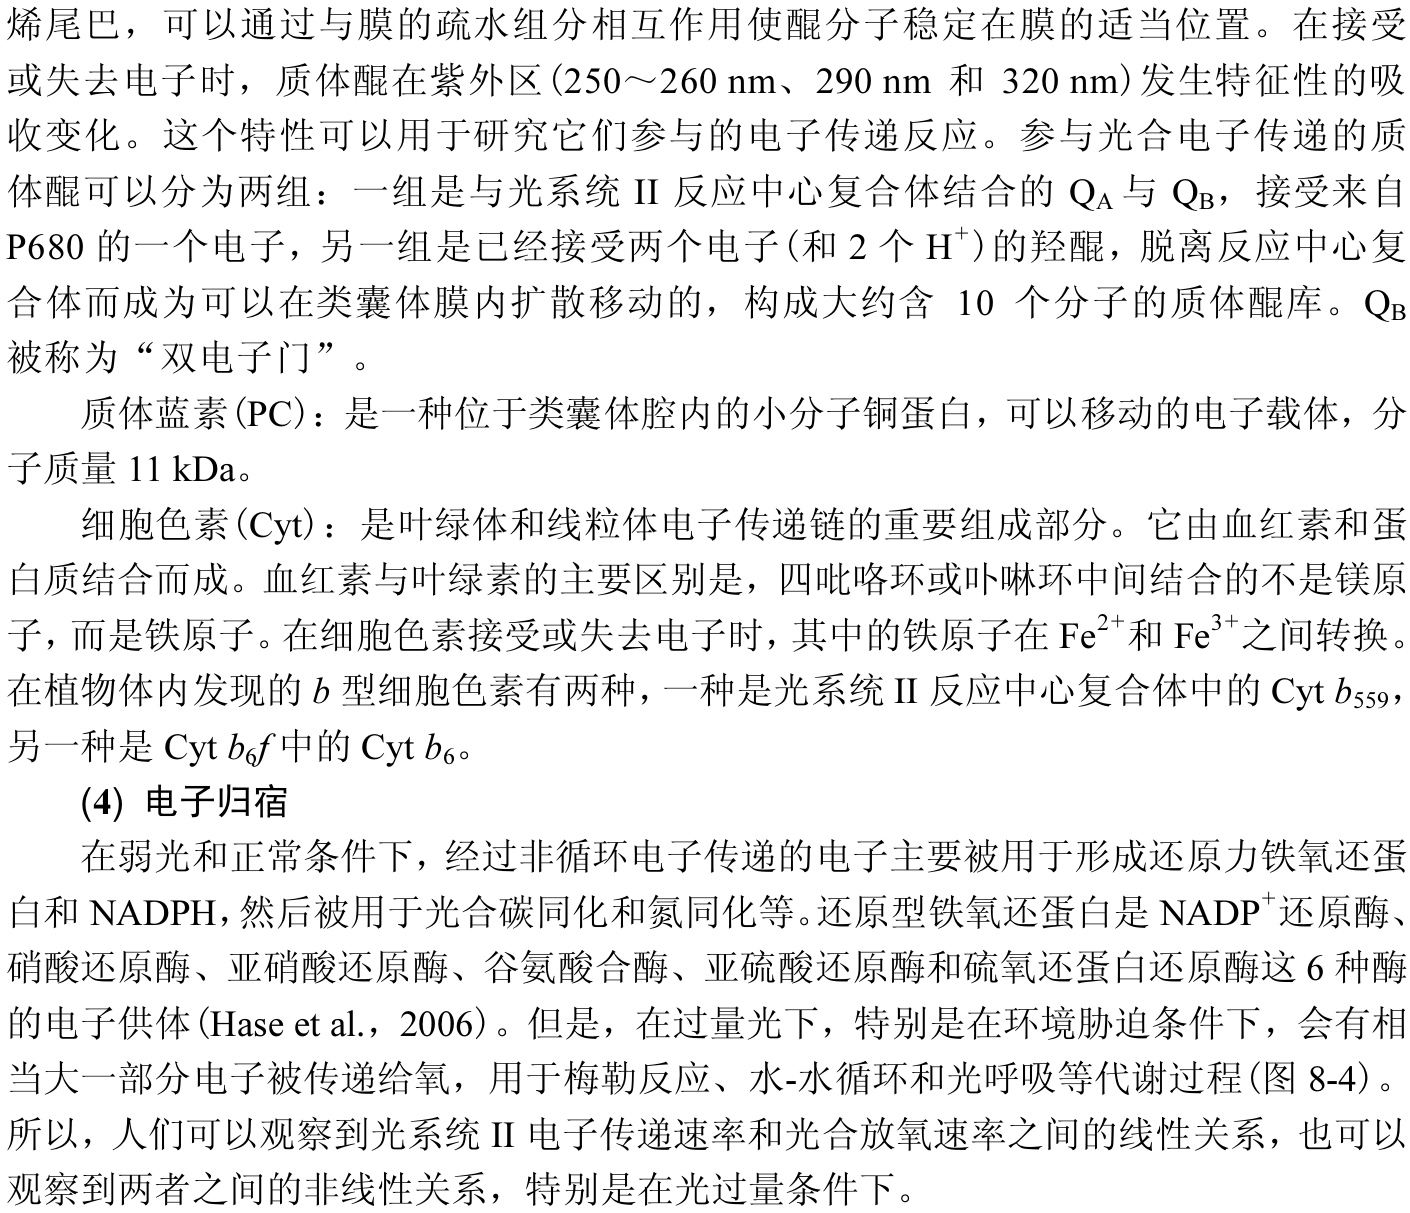 烯尾巴，可以通过与膜的疏水组分相互作用使醌分子稳定在膜的适当位置。在接受
或失去电子时，质体醌在紫外区(250～260 nm、290 nm 和 320 nm)发生特征性的吸
收变化。这个特性可以用于研究它们参与的电子传递反应。参与光合电子传递的质
体醌可以分为两组：一组是与光系统 II 反应中心复合体结合的 Q_A 与 Q_B，接受来自
P680 的一个电子，另一组是已经接受两个电子(和 2 个 H⁺)的羟醌，脱离反应中心复
合体而成为可以在类囊体膜内扩散移动的，构成大约含 10 个分子的质体醌库。Q_B
被称为“双电子门”。
质体蓝素(PC)：是一种位于类囊体腔内的小分子铜蛋白，可以移动的电子载体，分
子质量 11 kDa。
细胞色素(Cyt)：是叶绿体和线粒体电子传递链的重要组成部分。它由血红素和蛋
白质结合而成。血红素与叶绿素的主要区别是，四吡咯环或卟啉环中间结合的不是镁原
子，而是铁原子。在细胞色素接受或失去电子时，其中的铁原子在 Fe²⁺和 Fe³⁺之间转换。
在植物体内发现的 b 型细胞色素有两种，一种是光系统 II 反应中心复合体中的 Cyt b₅₅₉，
另一种是 Cyt b₆f 中的 Cyt b₆。
(4) 电子归宿
在弱光和正常条件下，经过非循环电子传递的电子主要被用于形成还原力铁氧还蛋
白和 NADPH，然后被用于光合碳同化和氮同化等。还原型铁氧还蛋白是 NADP⁺还原酶、
硝酸还原酶、亚硝酸还原酶、谷氨酸合酶、亚硫酸还原酶和硫氧还蛋白还原酶这 6 种酶
的电子供体(Hase et al.，2006)。但是，在过量光下，特别是在环境胁迫条件下，会有相
当大一部分电子被传递给氧，用于梅勒反应、水-水循环和光呼吸等代谢过程(图 8-4)。
所以，人们可以观察到光系统 II 电子传递速率和光合放氧速率之间的线性关系，也可以
观察到两者之间的非线性关系，特别是在光过量条件下。